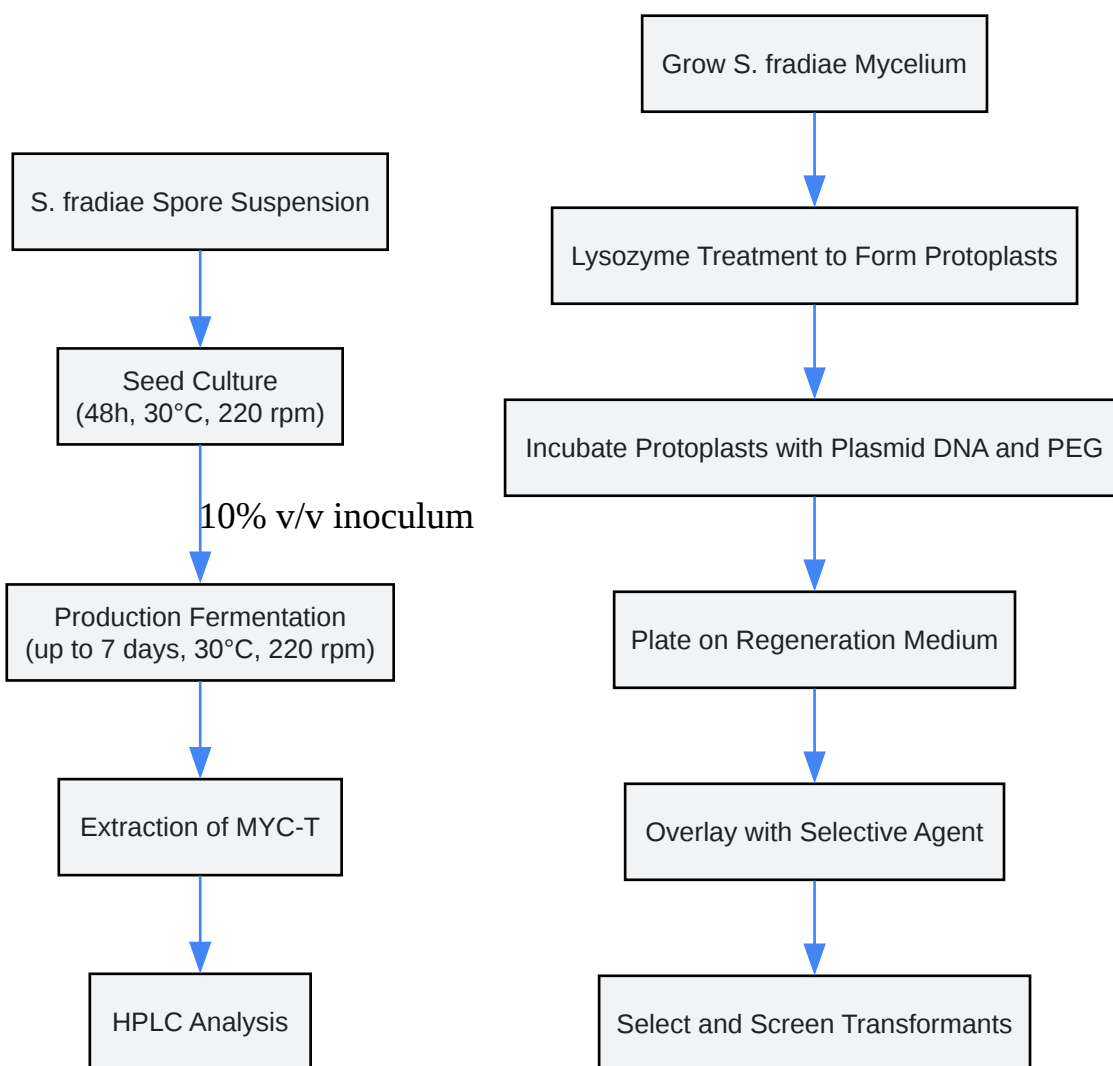 S. fradiae Spore Suspension
Seed Culture
(48h, 30°C, 220 rpm)
10% v/v inoculum
Production Fermentation
(up to 7 days, 30°C, 220 rpm)
Extraction of MYC-T
HPLC Analysis
Grow S. fradiae Mycelium
Lysozyme Treatment to Form Protoplasts
Incubate Protoplasts with Plasmid DNA and PEG
Plate on Regeneration Medium
Overlay with Selective Agent
Select and Screen Transformants